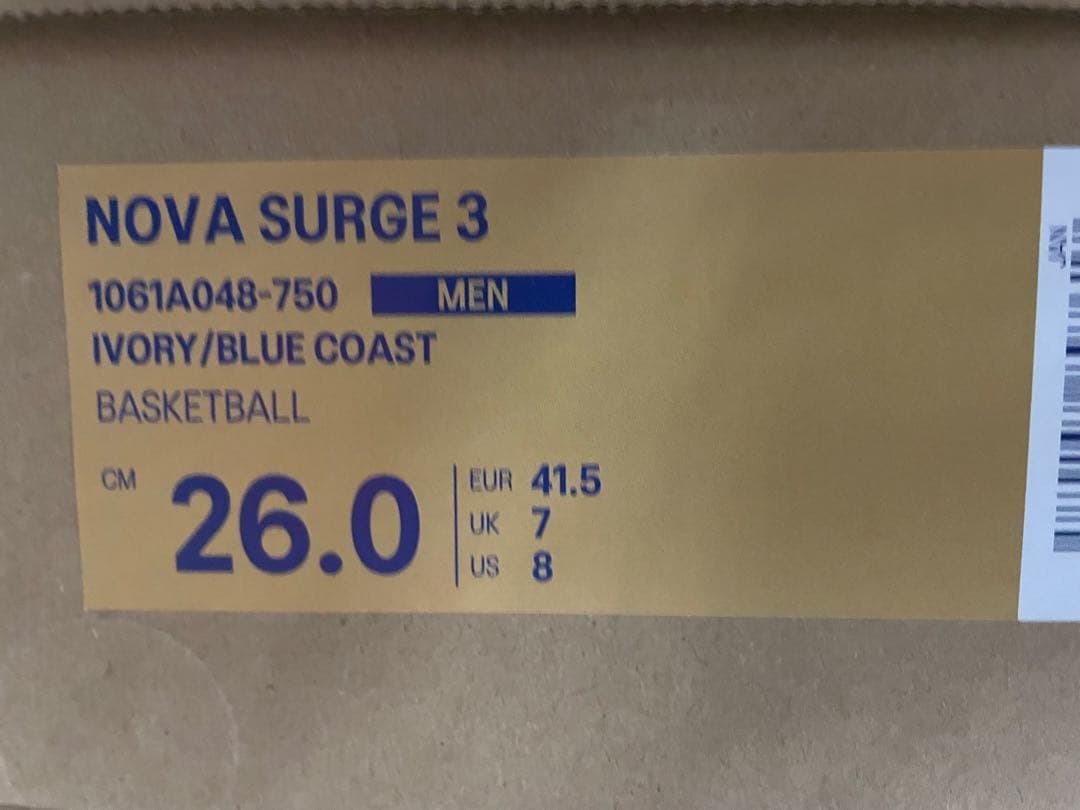 NOVA SURGE 3
1061A048-750 MEN
IVORY/BLUE COAST
BASKETBALL
CM 26.0
EUR 41.5
UK 7
US 8
JAN